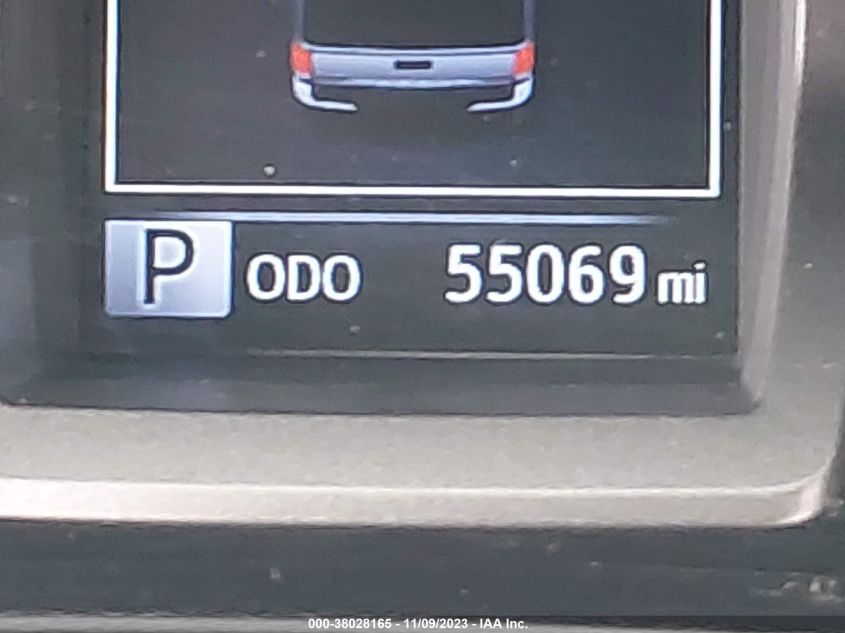 P ODO 55069 mi
000-38028165 - 11/09/2023 - IAA Inc.